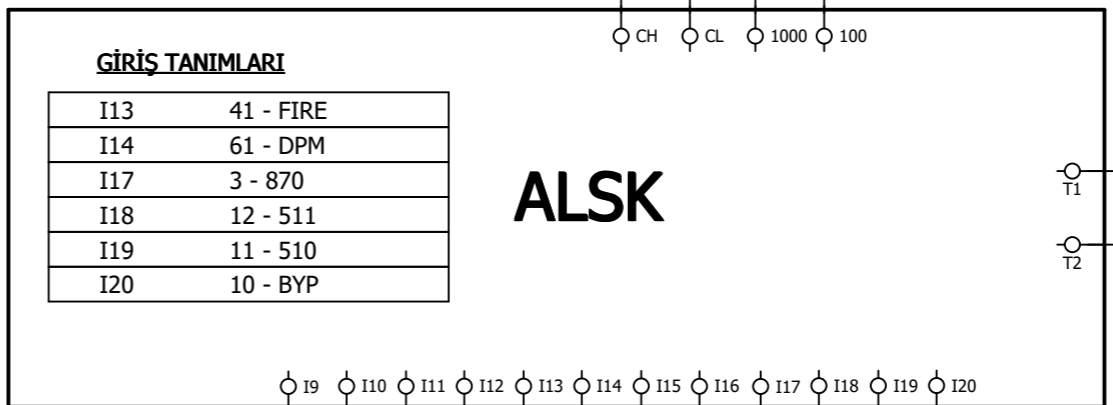 CH CL 1000 100
GİRİŞ TANIMLARI
I13 41 - FIRE
I14 61 - DPM
I17 3 - 870
I18 12 - 511
I19 11 - 510
I20 10 - BYP
ALSK
T1
T2
I9 I10 I11 I12 I13 I14 I15 I16 I17 I18 I19 I20